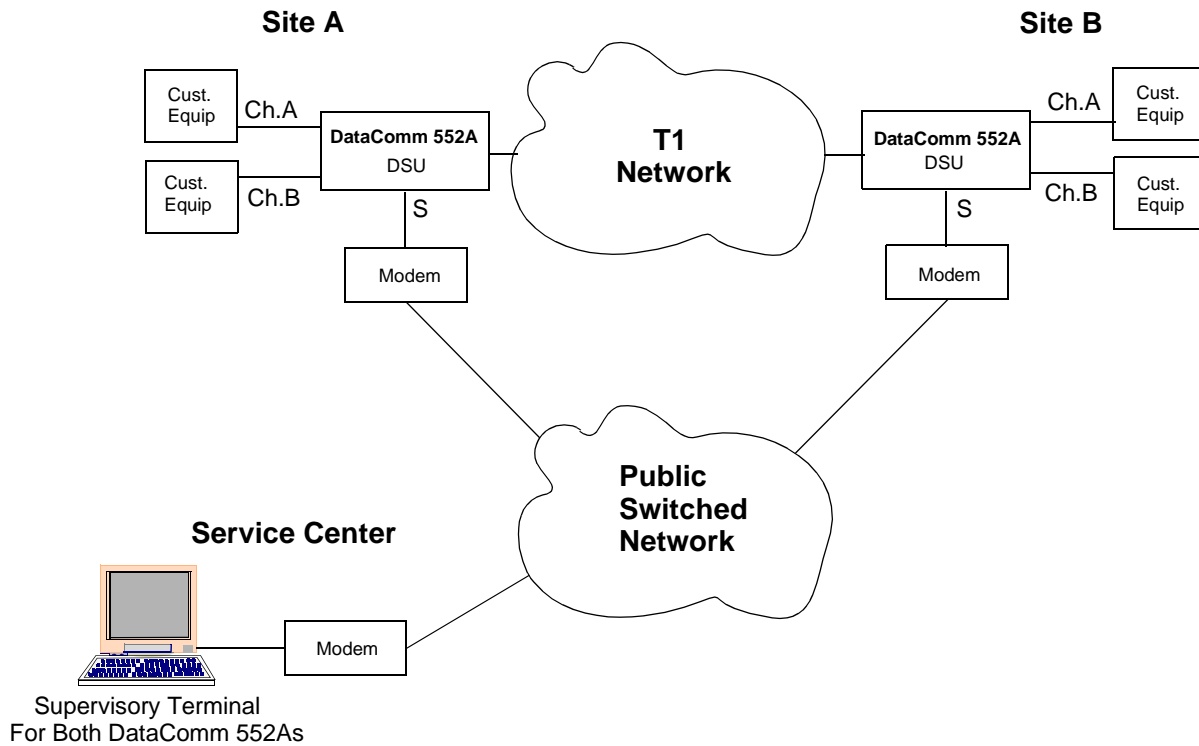 Site A
Site B
Cust.
Equip
Ch.A
Cust.
Equip
Ch.B
DataComm 552A
DSU
S
Modem
T1
Network
DataComm 552A
DSU
S
Modem
Ch.A
Cust.
Equip
Ch.B
Cust.
Equip
Public
Switched
Network
Service Center
Modem
Supervisory Terminal
For Both DataComm 552As